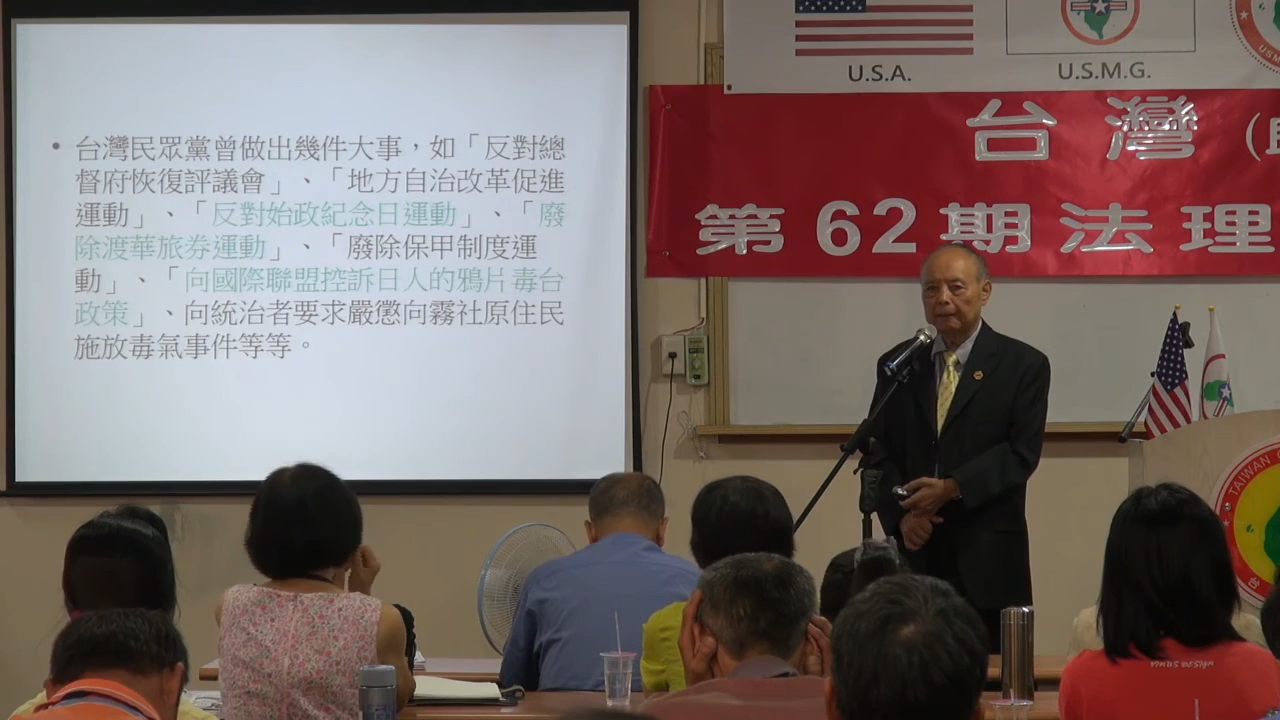 • 台灣民眾黨曾做出幾件大事，如「反對總
督府恢復評議會」、「地方自治改革促進
運動」、「反對始政紀念日運動」、「廢
除渡華旅券運動」、「廢除保甲制度運
動」、「向國際聯盟控訴日人的鴉片毒台
政策」、向統治者要求嚴懲向霧社原住民
施放毒氣事件等等。
U.S.A.
U.S.M.G.
台灣
第62期法理
TAIWAN
台